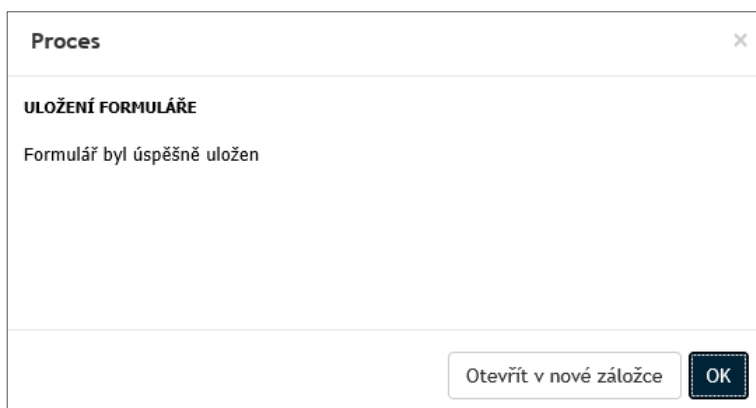 Proces
ULOŽENÍ FORMULÁŘE
Formulář byl úspěšně uložen
Otevřít v nové záložce
OK